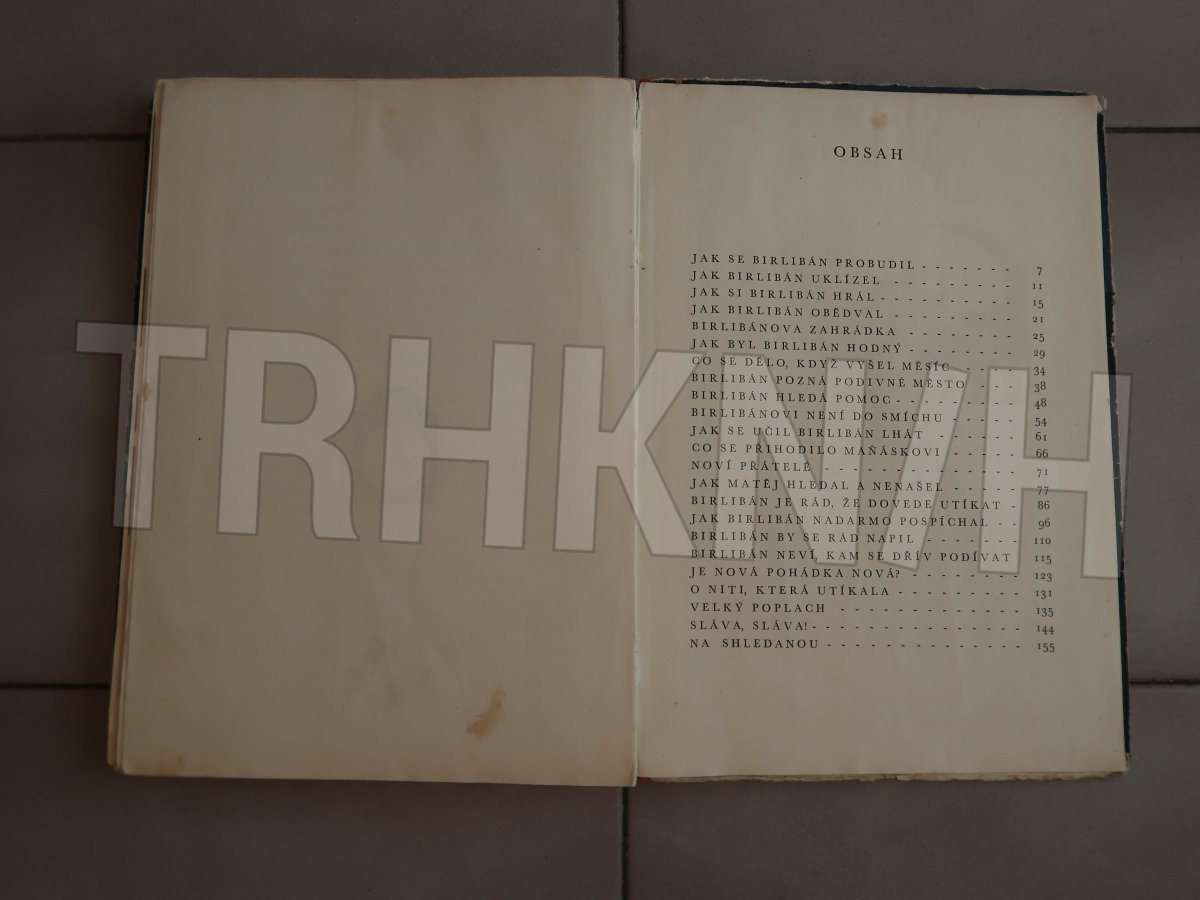 OBSAH
JAK SE BIRLIBÁN PROBUDIL - - - - - - - 7
JAK BIRLIBÁN UKLÍZEL - - - - - - - - - 11
JAK SI BIRLIBÁN HRÁL - - - - - - - - - - 15
JAK BIRLIBÁN OBĚDVAL - - - - - - - - - 21
BIRLIBÁNOVA ZAHRÁDKA - - - - - - - - 25
JAK BYL BIRLIBÁN HODNÝ - - - - - - - - 29
CO SE DĚLO, KDYŽ VYŠEL MĚSÍC - - - - 34
BIRLIBÁN POZNÁ PODIVNÉ MĚSTO - - - 38
BIRLIBÁN HLEDÁ POMOC - - - - - - - - - 48
BIRLIBÁNOVI NENÍ DO SMÍCHU - - - - - 54
JAK SE UČIL BIRLIBÁN LHÁT - - - - - - 61
CO SE PŘIHODILO MAŇÁSKOVI - - - - - 66
NOVÍ PŘÁTELÉ - - - - - - - - - - - - - - 71
JAK MATĚJ HLEDAL A NENAŠEL - - - - - 77
BIRLIBÁN JE RÁD, ŽE DOVEDE UTÍKAT - 86
JAK BIRLIBÁN NADARMO POSPÍCHAL - - 96
BIRLIBÁN BY SE RÁD NAPIL - - - - - - - 110
BIRLIBÁN NEVÍ, KAM SE DŘÍV PODÍVAT 115
JE NOVÁ POHÁDKA NOVÁ? - - - - - - - - 123
O NITI, KTERÁ UTÍKALA - - - - - - - - - 131
VELKÝ POPLACH - - - - - - - - - - - - - 135
SLÁVA, SLÁVA! - - - - - - - - - - - - - - - 144
NA SHLEDANOU - - - - - - - - - - - - - - 155
TRHKNIH